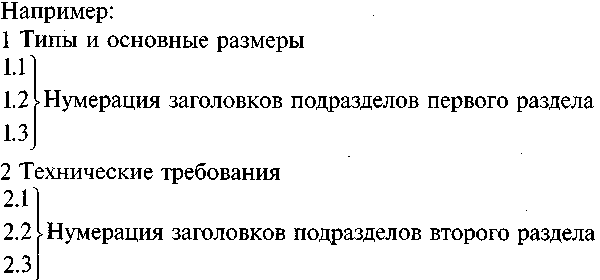 Например:
1 Типы и основные размеры
1.1
1.2 Нумерация заголовков подразделов первого раздела
1.3
2 Технические требования
2.1
2.2 Нумерация заголовков подразделов второго раздела
2.3